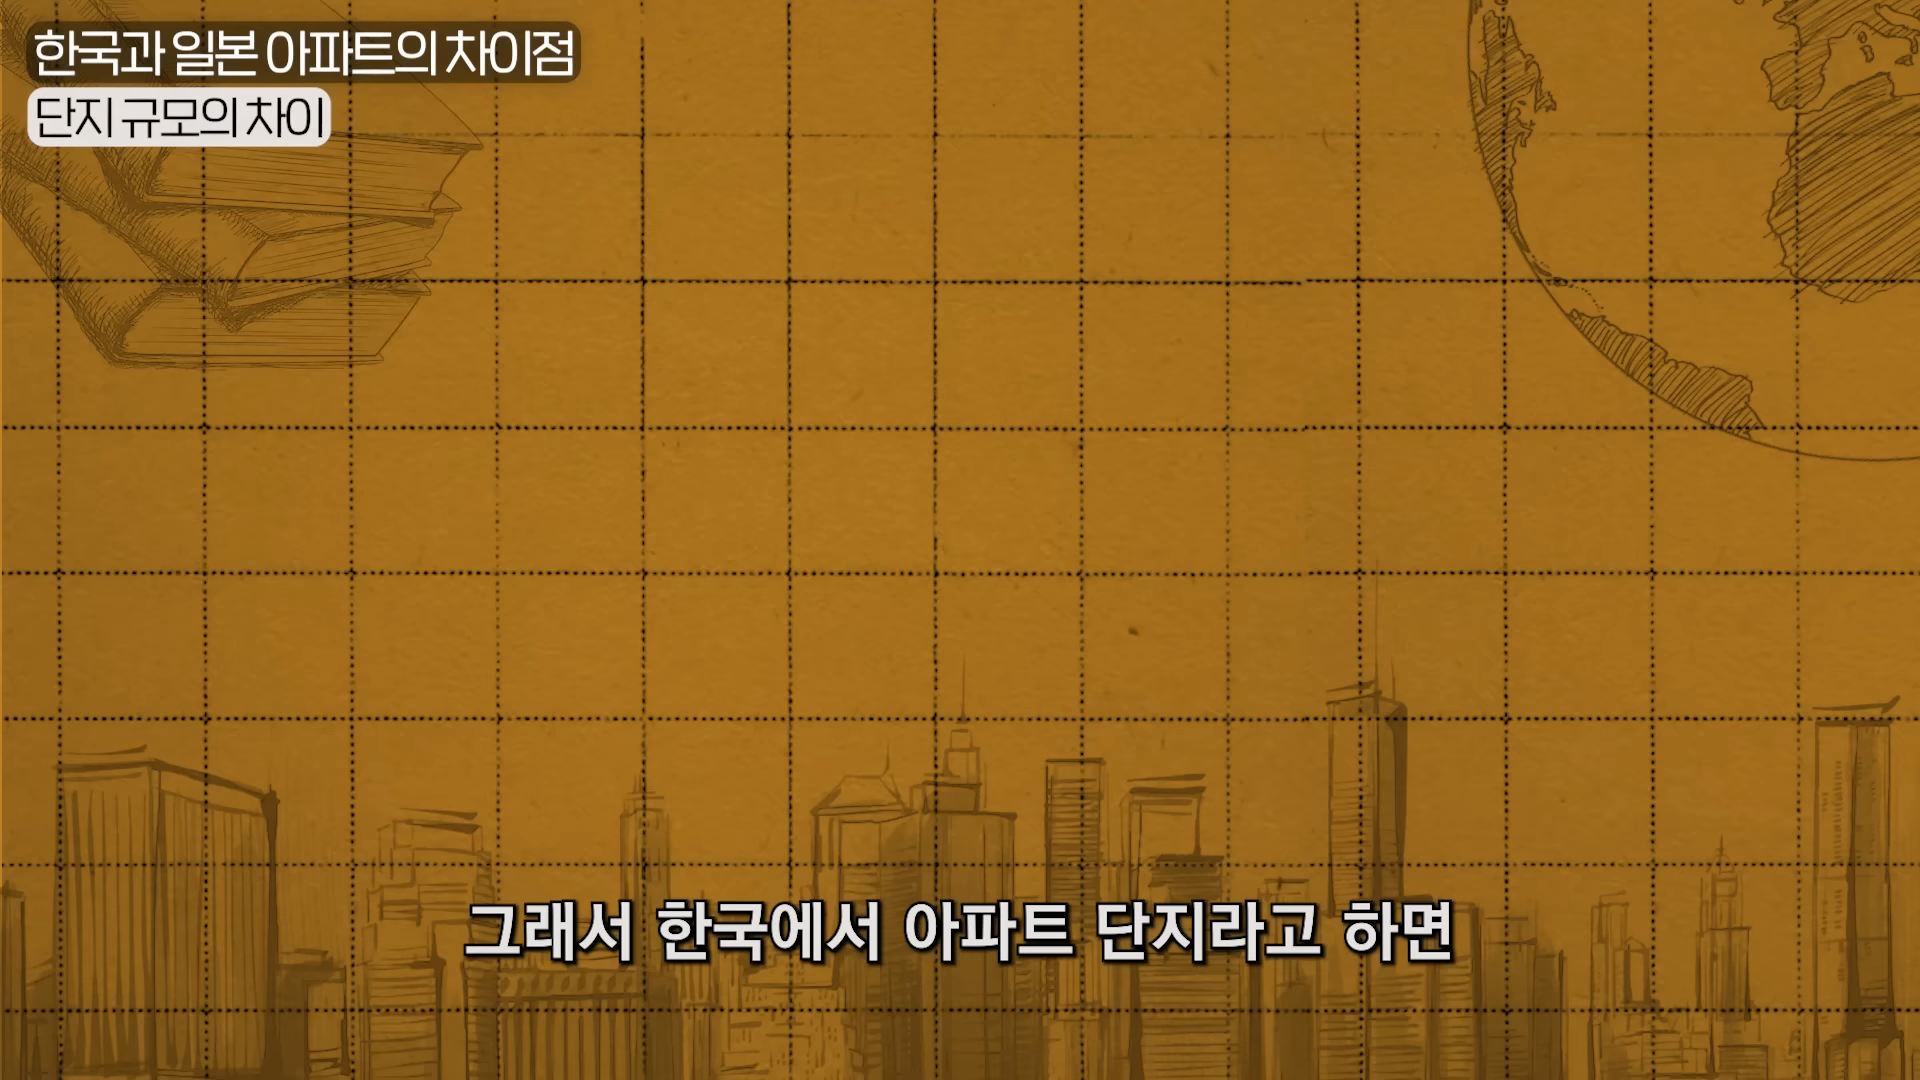 한국과 일본 아파트의 차이점
단지 규모의 차이
그래서 한국에서 아파트 단지라고 하면